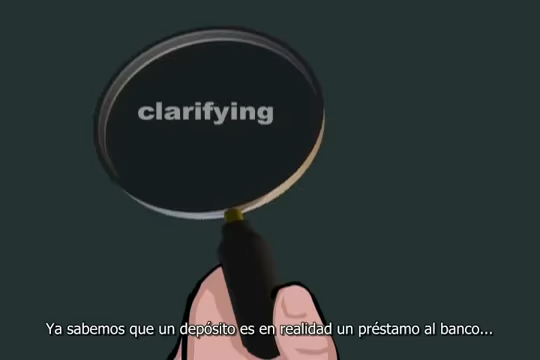 clarifying
Ya sabemos que un depósito es en realidad un préstamo al banco...